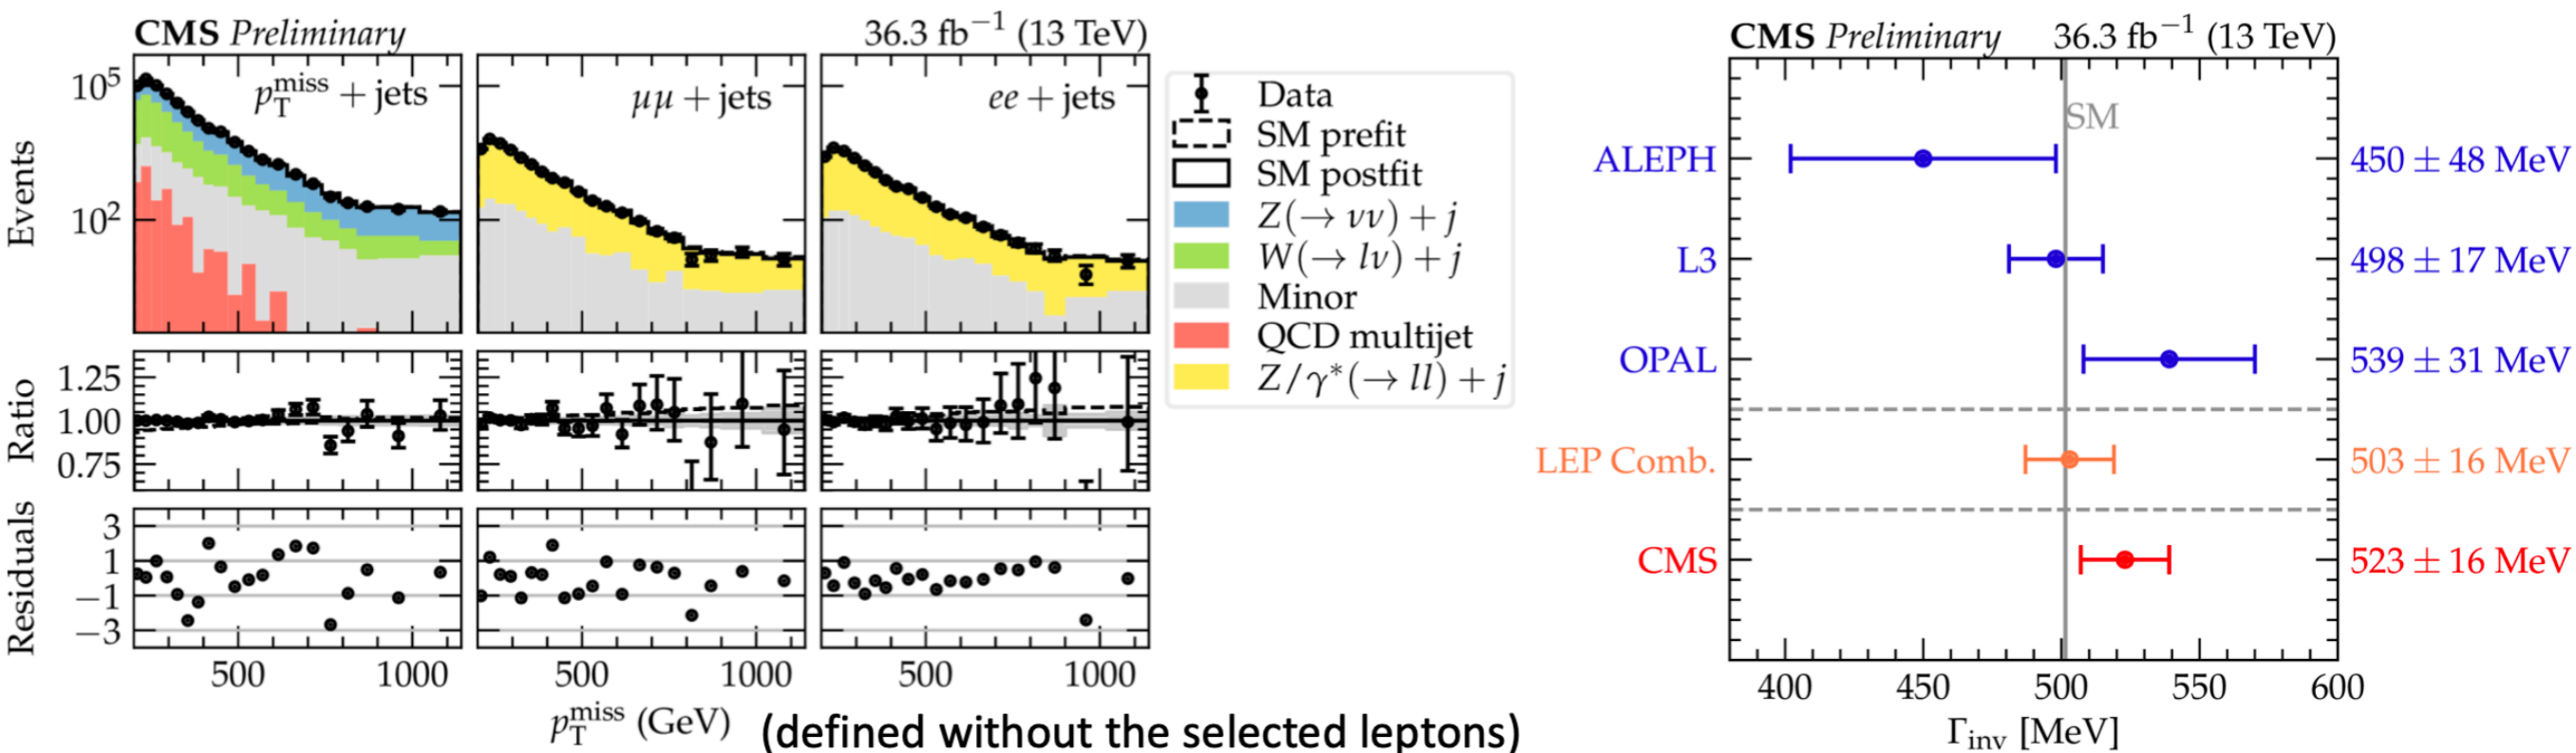 CMS Preliminary
36.3 fb⁻¹ (13 TeV)
p_T^miss + jets
μμ + jets
ee + jets
Events
10⁵
10²
Data
SM prefit
SM postfit
Z(→ νν) + j
W(→ lν) + j
Minor
QCD multijet
Z/γ*(→ ll) + j
Ratio
1.25
1.00
0.75
Residuals
3
1
−1
−3
500 1000 500 1000 500 1000
p_T^miss (GeV) (defined without the selected leptons)
CMS Preliminary 36.3 fb⁻¹ (13 TeV)
SM
ALEPH 450 ± 48 MeV
L3 498 ± 17 MeV
OPAL 539 ± 31 MeV
LEP Comb. 503 ± 16 MeV
CMS 523 ± 16 MeV
400 450 500 550 600
Γ_inv [MeV]